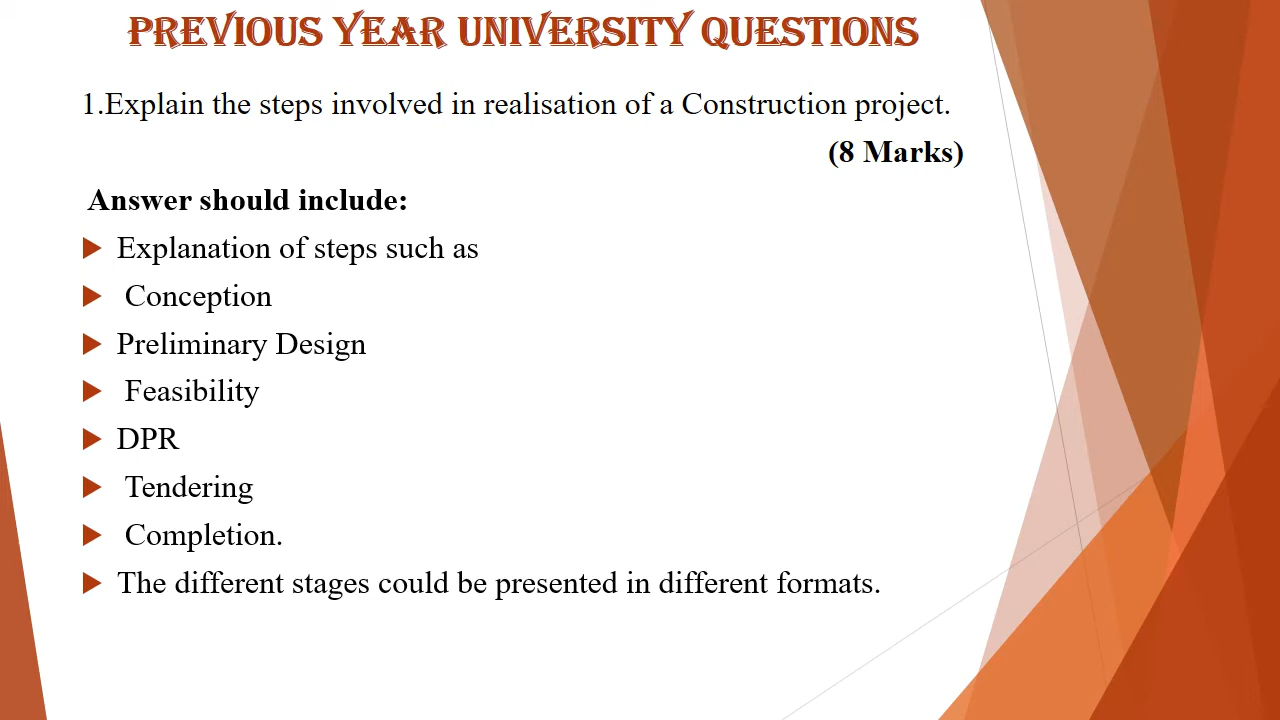 PREVIOUS YEAR UNIVERSITY QUESTIONS
1.Explain the steps involved in realisation of a Construction project.
(8 Marks)
Answer should include:
Explanation of steps such as
Conception
Preliminary Design
Feasibility
DPR
Tendering
Completion.
The different stages could be presented in different formats.